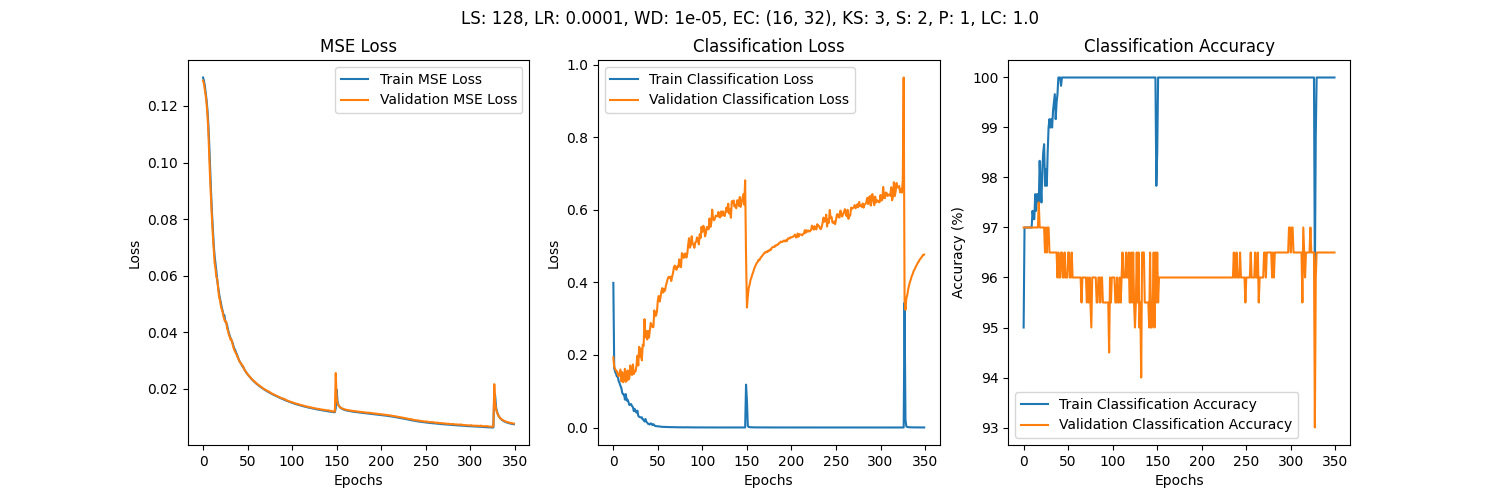 LS: 128, LR: 0.0001, WD: 1e-05, EC: (16, 32), KS: 3, S: 2, P: 1, LC: 1.0
MSE Loss
Train MSE Loss
Validation MSE Loss
Loss
0.12
0.10
0.08
0.06
0.04
0.02
0 50 100 150 200 250 300 350
Epochs
Classification Loss
Train Classification Loss
Validation Classification Loss
Loss
1.0
0.8
0.6
0.4
0.2
0.0
0 50 100 150 200 250 300 350
Epochs
Classification Accuracy
Accuracy (%)
100
99
98
97
96
95
94
93
Train Classification Accuracy
Validation Classification Accuracy
0 50 100 150 200 250 300 350
Epochs